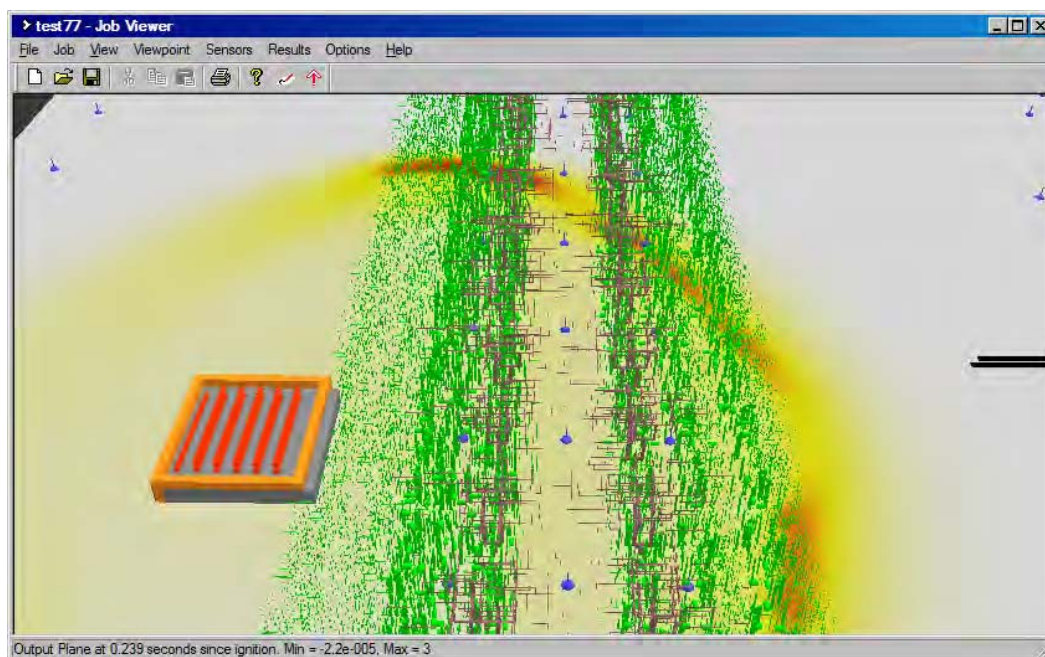 test77 - Job Viewer
File Job View Viewpoint Sensors Results Options Help
Output Plane at 0.239 seconds since ignition. Min = -2.2e-005, Max = 3